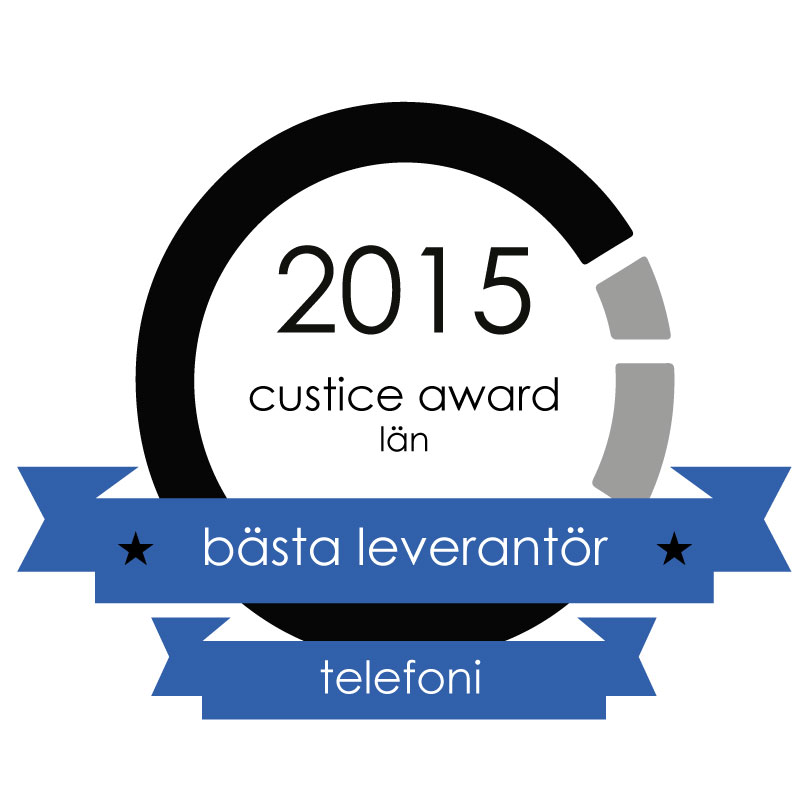 2015
custice award
län
bästa leverantör
telefoni